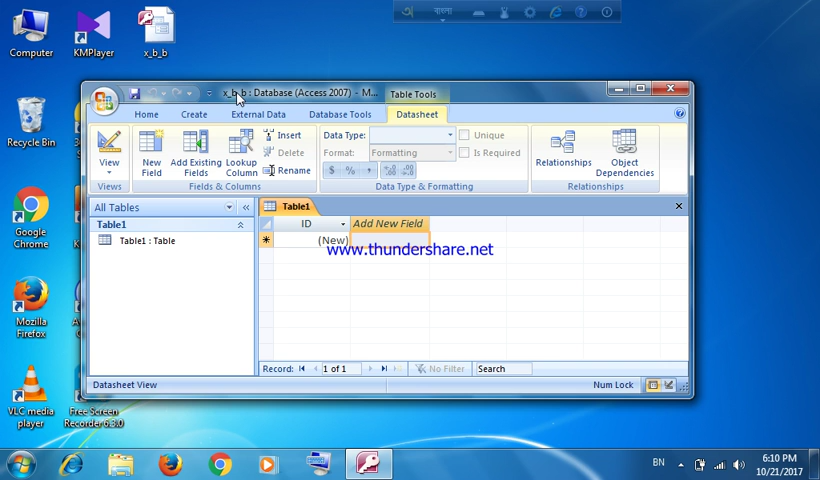 বাংলা
Computer
KMPlayer
x_b_b
Recycle Bin
Google
Chrome
Mozilla
Firefox
VLC media
player
Free Screen
Recorder 6.3.0
x_b_b : Database (Access 2007) - M...
Table Tools
Home
Create
External Data
Database Tools
Datasheet
View
Views
New
Field
Add Existing
Fields
Lookup
Column
Insert
Delete
Rename
Fields & Columns
Data Type:
Format:
Formatting
$ % ,
Unique
Is Required
Data Type & Formatting
Relationships
Object
Dependencies
Relationships
All Tables
Table1
Table1 : Table
Table1
ID
Add New Field
(New)
www.thundershare.net
Record:
1 of 1
No Filter
Search
Datasheet View
Num Lock
BN
6:10 PM
10/21/2017